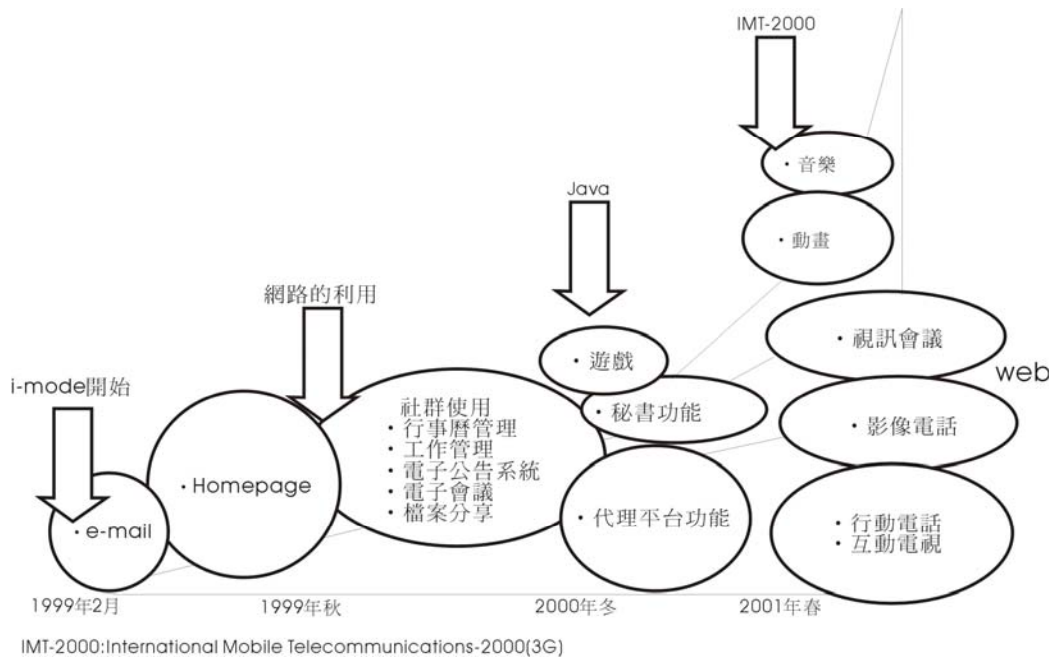 IMT-2000
・音樂
Java
・動畫
網路的利用
・視訊會議
・遊戲
web
i-mode開始
社群使用
・行事曆管理
・工作管理
・電子公告系統
・電子會議
・檔案分享
・秘書功能
・影像電話
・Homepage
・e-mail
・代理平台功能
・行動電話
・互動電視
1999年2月
1999年秋
2000年冬
2001年春
IMT-2000:International Mobile Telecommunications-2000(3G)